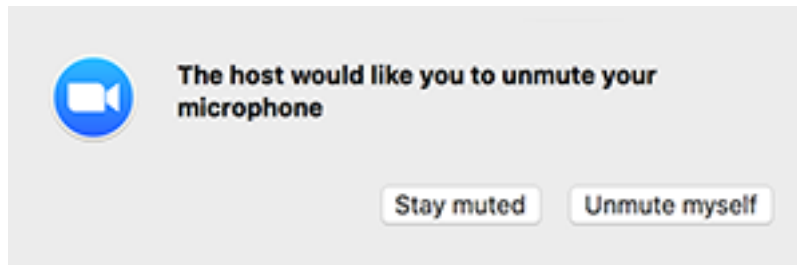 The host would like you to unmute your
microphone
Stay muted
Unmute myself